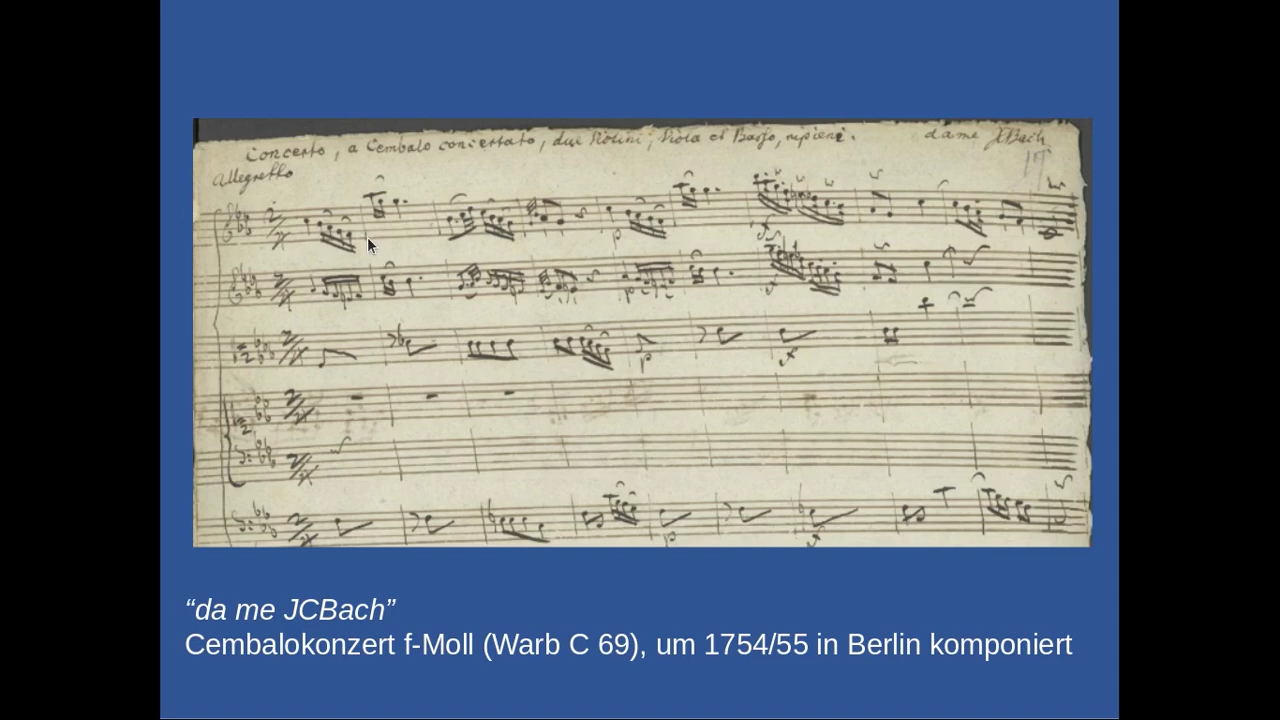 Concerto, a Cembalo concertato, due Violini, Viola et Basso, ripieni. da me JCBach
Allegretto
17
p
f
p
f
p
f
p
f
“da me JCBach”
Cembalokonzert f-Moll (Warb C 69), um 1754/55 in Berlin komponiert